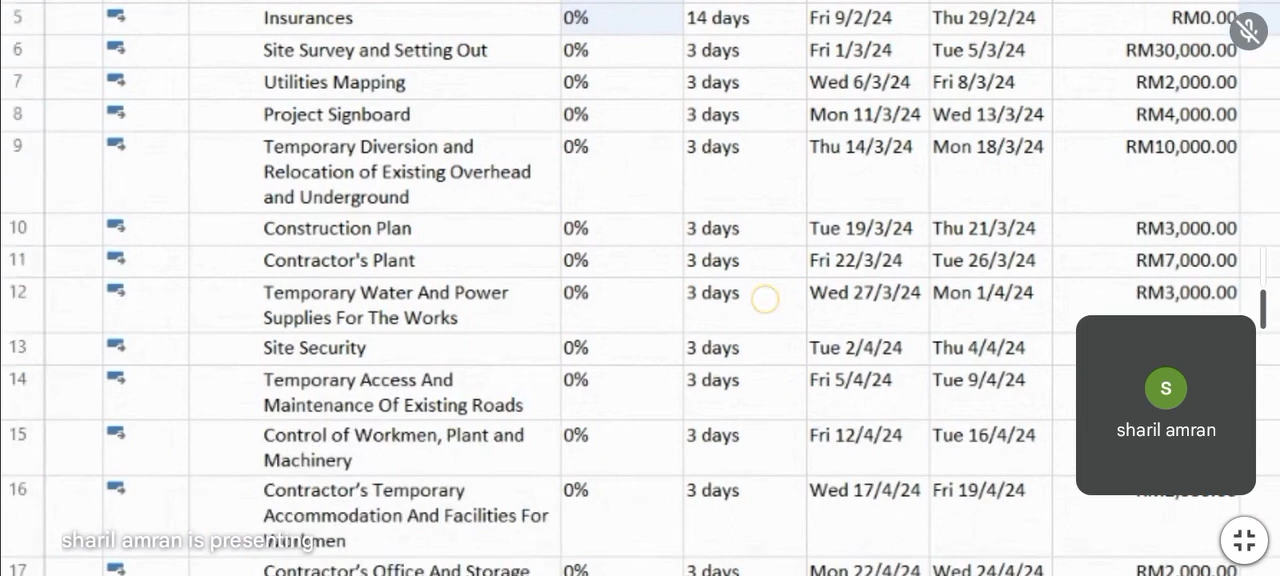 5 Insurances 0% 14 days Fri 9/2/24 Thu 29/2/24 RM0.00
6 Site Survey and Setting Out 0% 3 days Fri 1/3/24 Tue 5/3/24 RM30,000.00
7 Utilities Mapping 0% 3 days Wed 6/3/24 Fri 8/3/24 RM2,000.00
8 Project Signboard 0% 3 days Mon 11/3/24 Wed 13/3/24 RM4,000.00
9 Temporary Diversion and 0% 3 days Thu 14/3/24 Mon 18/3/24 RM10,000.00
Relocation of Existing Overhead
and Underground
10 Construction Plan 0% 3 days Tue 19/3/24 Thu 21/3/24 RM3,000.00
11 Contractor's Plant 0% 3 days Fri 22/3/24 Tue 26/3/24 RM7,000.00
12 Temporary Water And Power 0% 3 days Wed 27/3/24 Mon 1/4/24 RM3,000.00
Supplies For The Works
13 Site Security 0% 3 days Tue 2/4/24 Thu 4/4/24
14 Temporary Access And 0% 3 days Fri 5/4/24 Tue 9/4/24
Maintenance Of Existing Roads
15 Control of Workmen, Plant and 0% 3 days Fri 12/4/24 Tue 16/4/24
Machinery
16 Contractor's Temporary 0% 3 days Wed 17/4/24 Fri 19/4/24
Accommodation And Facilities For
Workmen
17 Contractor's Office And Storage 0% 3 days Mon 22/4/24 Wed 24/4/24 RM2,000.00
S
sharil amran
sharil amran is presenting